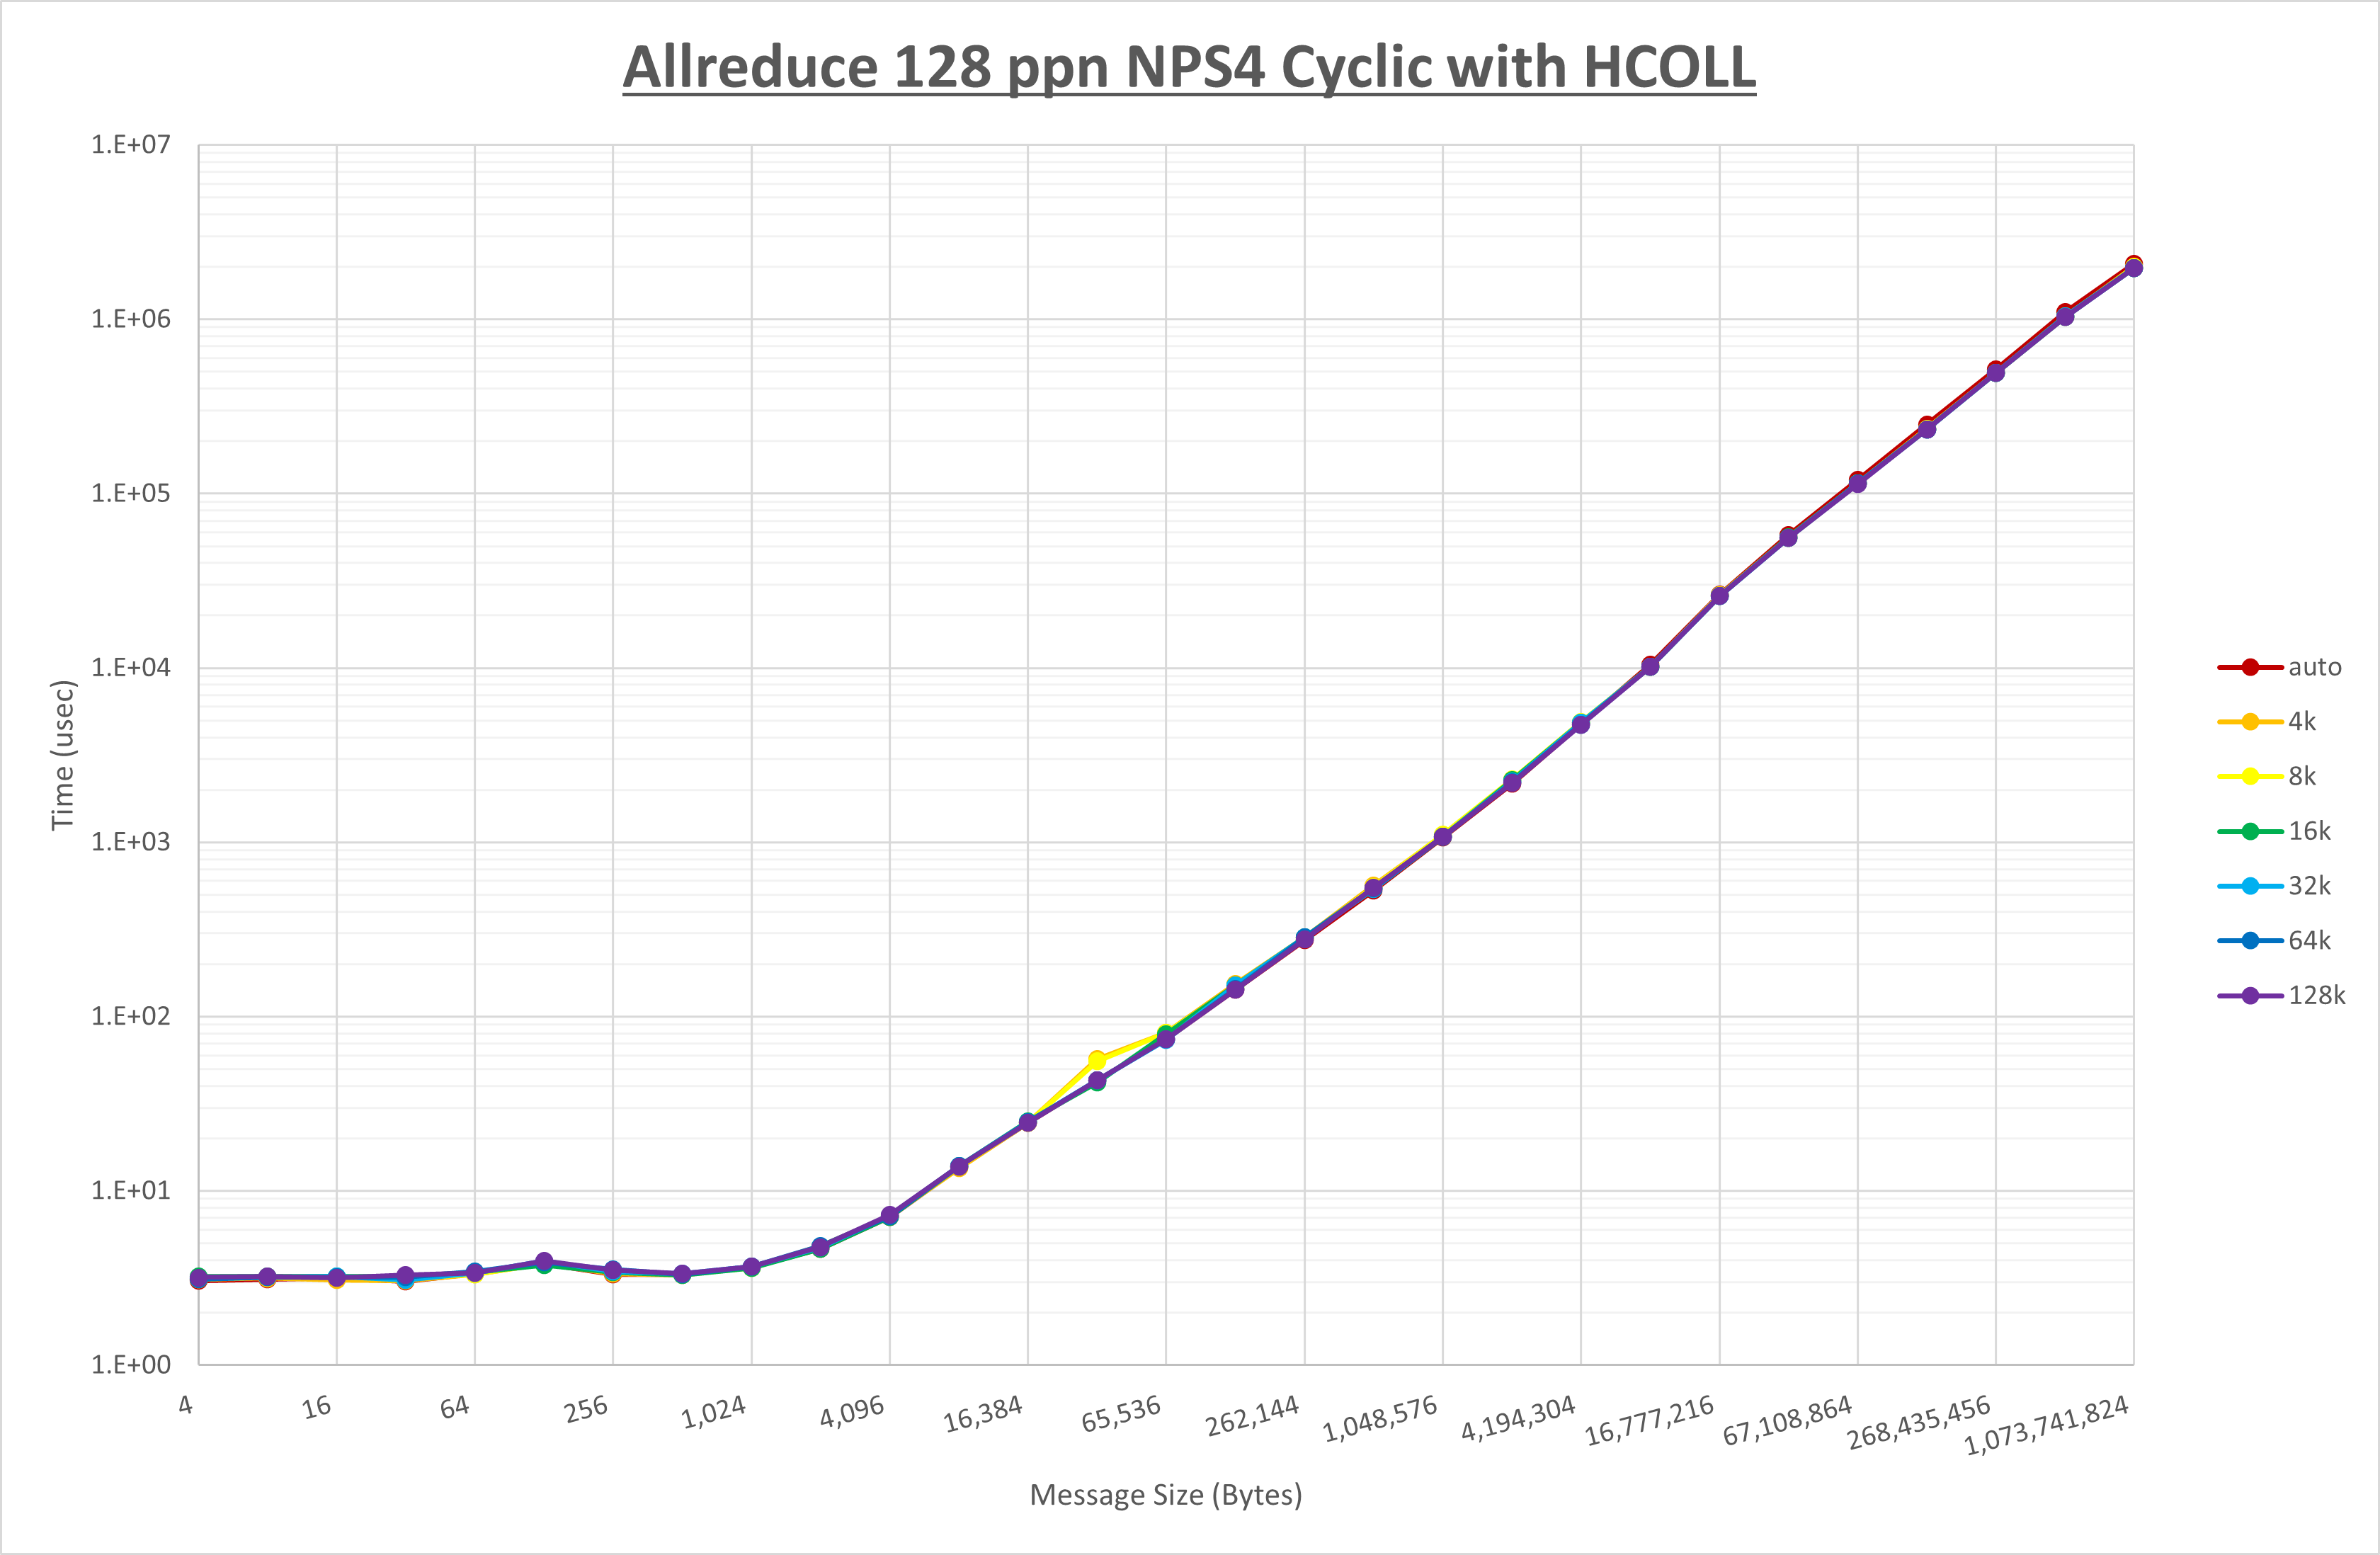 Allreduce 128 ppn NPS4 Cyclic with HCOLL
1.E+07
1.E+06
1.E+05
1.E+04
1.E+03
1.E+02
1.E+01
1.E+00
Time (usec)
4
16
64
256
1,024
4,096
16,384
65,536
262,144
1,048,576
4,194,304
16,777,216
67,108,864
268,435,456
1,073,741,824
Message Size (Bytes)
auto
4k
8k
16k
32k
64k
128k